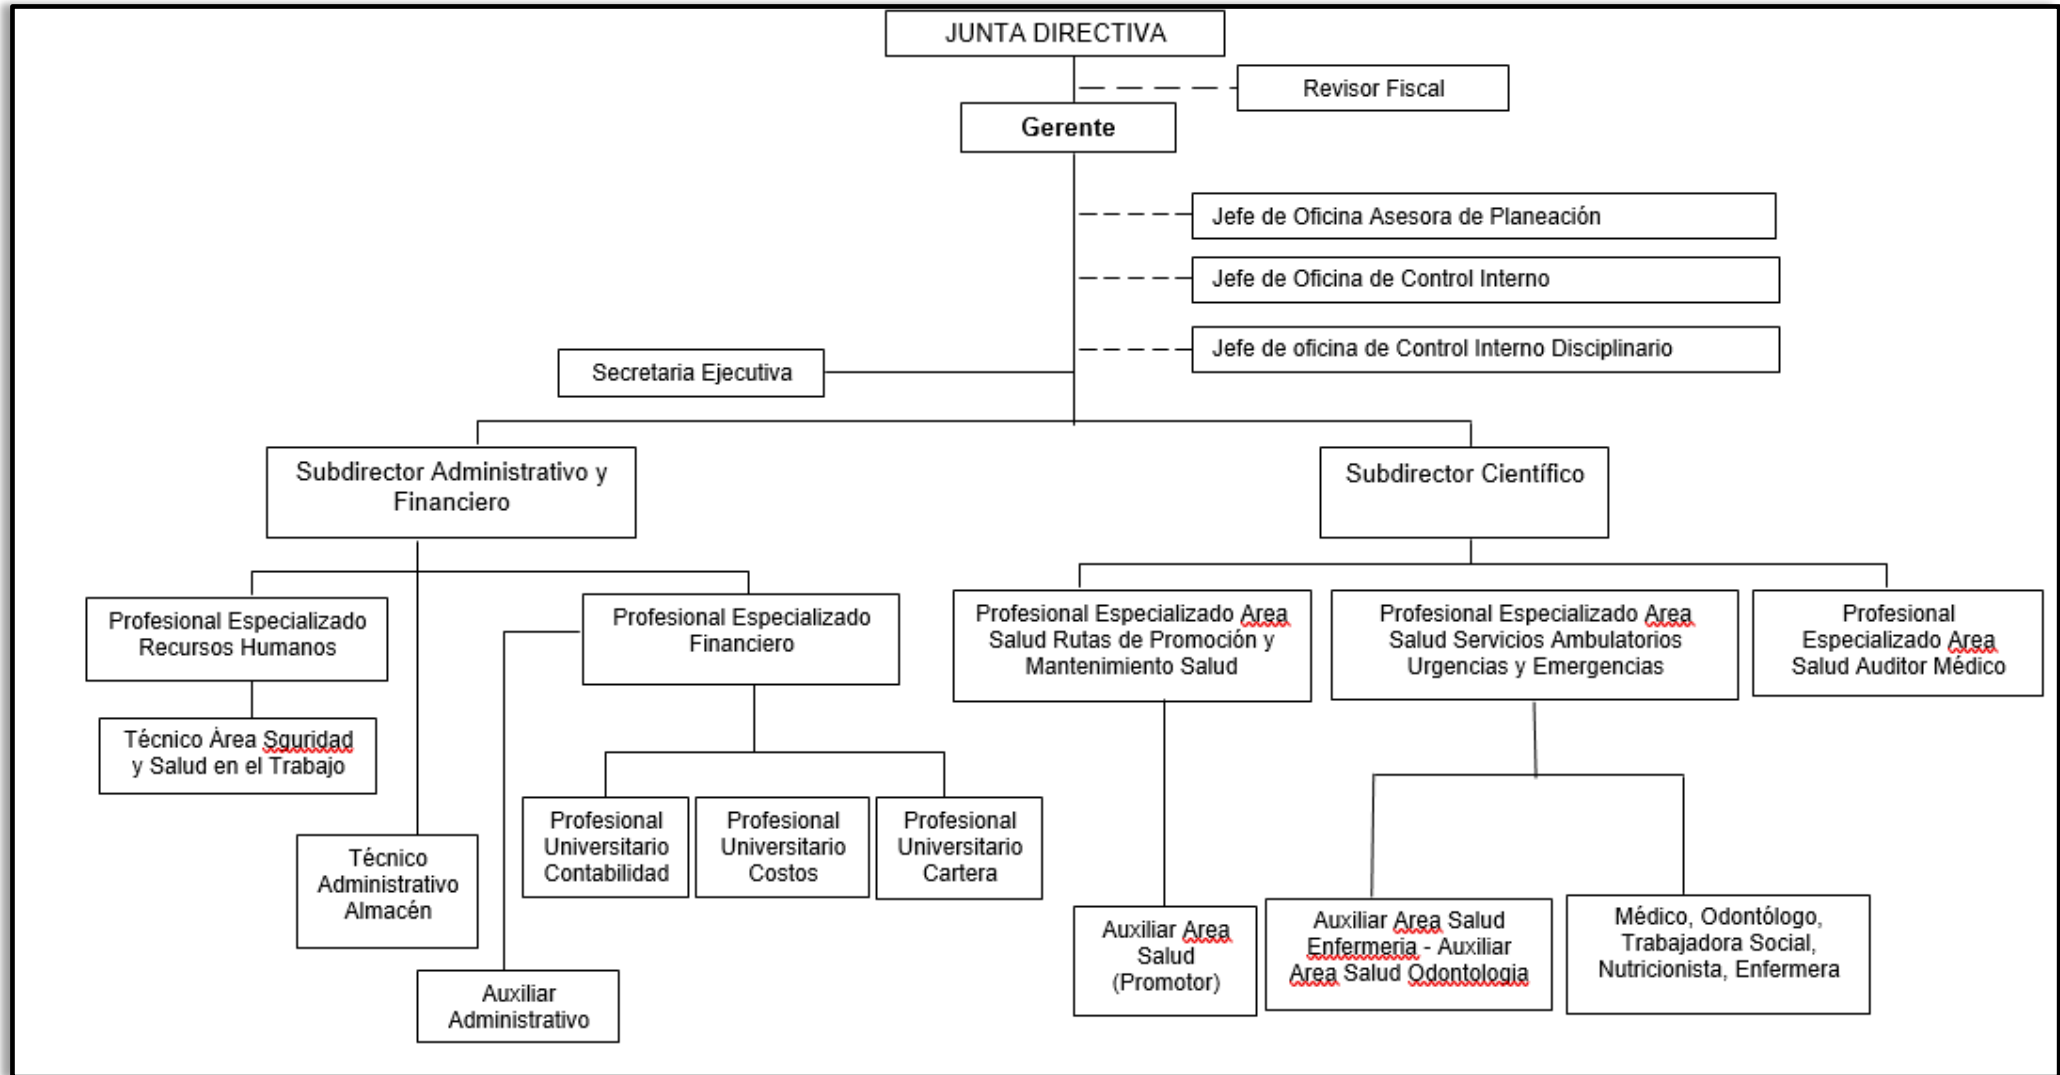 JUNTA DIRECTIVA
Revisor Fiscal
Gerente
Jefe de Oficina Asesora de Planeación
Jefe de Oficina de Control Interno
Jefe de oficina de Control Interno Disciplinario
Secretaria Ejecutiva
Subdirector Administrativo y
Financiero
Subdirector Científico
Profesional Especializado
Recursos Humanos
Profesional Especializado
Financiero
Profesional Especializado Area
Salud Rutas de Promoción y
Mantenimiento Salud
Profesional Especializado Area
Salud Servicios Ambulatorios
Urgencias y Emergencias
Profesional
Especializado Area
Salud Auditor Médico
Técnico Área Sguridad
y Salud en el Trabajo
Profesional
Universitario
Contabilidad
Profesional
Universitario
Costos
Profesional
Universitario
Cartera
Técnico
Administrativo
Almacén
Auxiliar
Administrativo
Auxiliar Area
Salud
(Promotor)
Auxiliar Area Salud
Enfermeria - Auxiliar
Area Salud Odontologia
Médico, Odontólogo,
Trabajadora Social,
Nutricionista, Enfermera